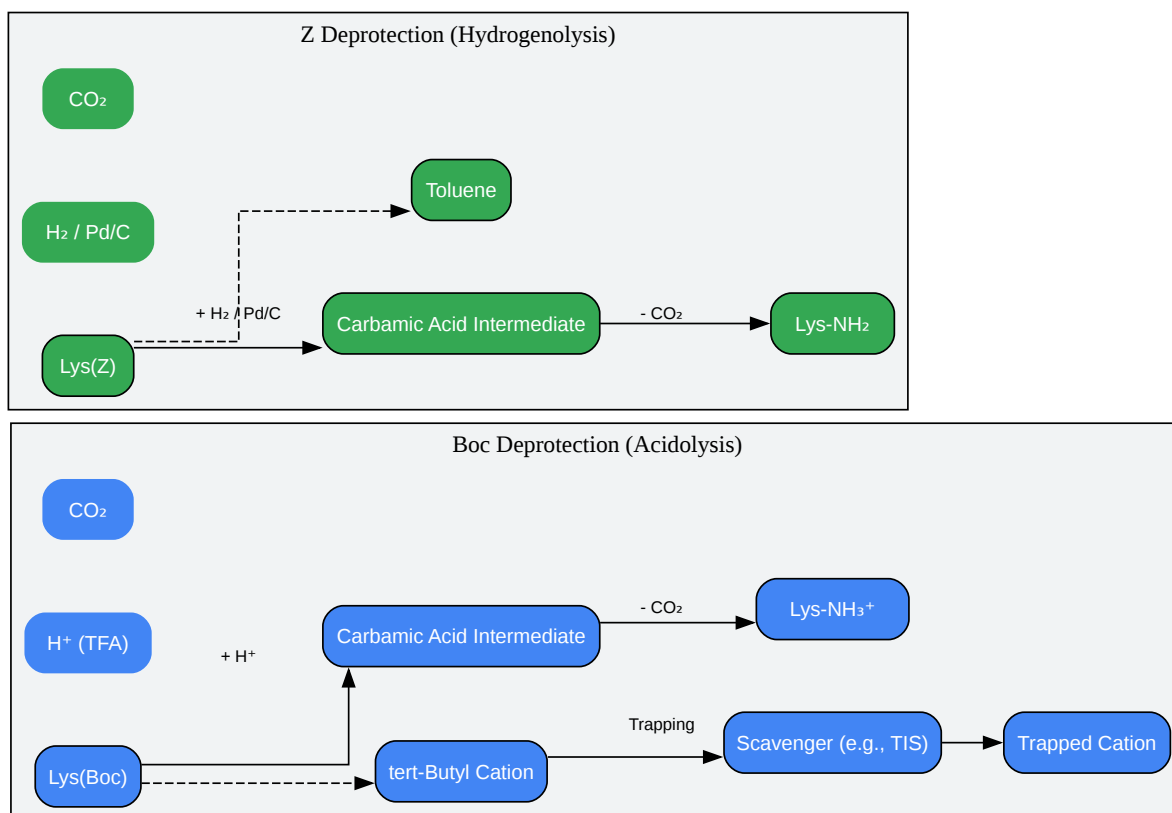 Z Deprotection (Hydrogenolysis)
CO₂
Toluene
H₂ / Pd/C
+ H₂ / Pd/C
Carbamic Acid Intermediate
- CO₂
Lys-NH₂
Lys(Z)
Boc Deprotection (Acidolysis)
CO₂
Carbamic Acid Intermediate
- CO₂
Lys-NH₃⁺
H⁺ (TFA)
+ H⁺
Trapping
Lys(Boc)
tert-Butyl Cation
Scavenger (e.g., TIS)
Trapped Cation